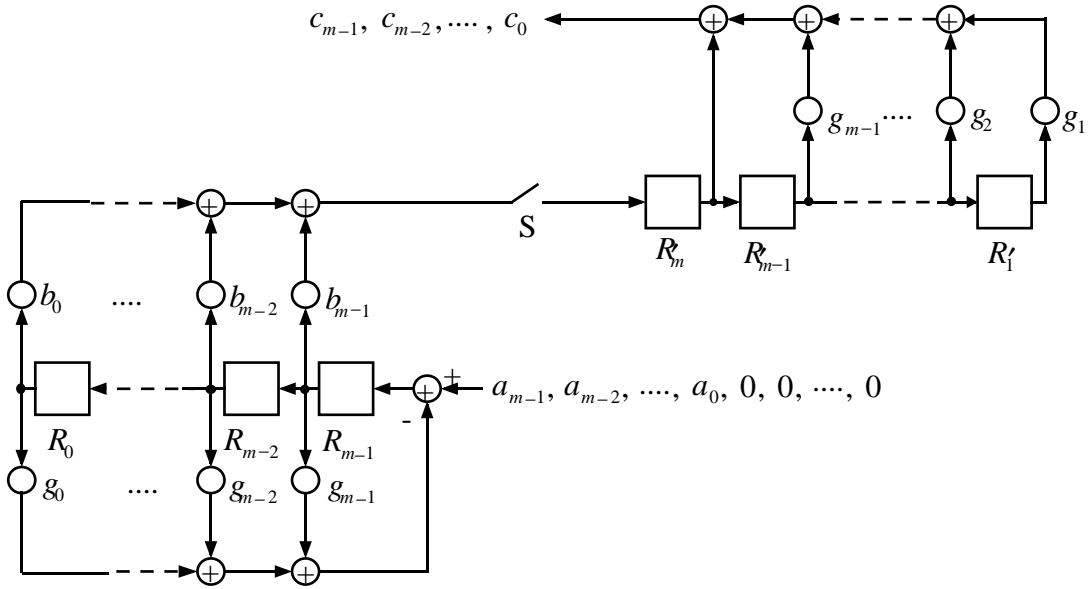 c_{m−1}, c_{m−2}, ...., c_0
+ + +
g_{m−1} .... g_2 g_1
+ +
S
R'_m R'_{m−1} R'_1
b_0 .... b_{m−2} b_{m−1}
+
+ a_{m−1}, a_{m−2}, ...., a_0, 0, 0, ...., 0
-
R_0 R_{m−2} R_{m−1}
g_0 .... g_{m−2} g_{m−1}
+ +